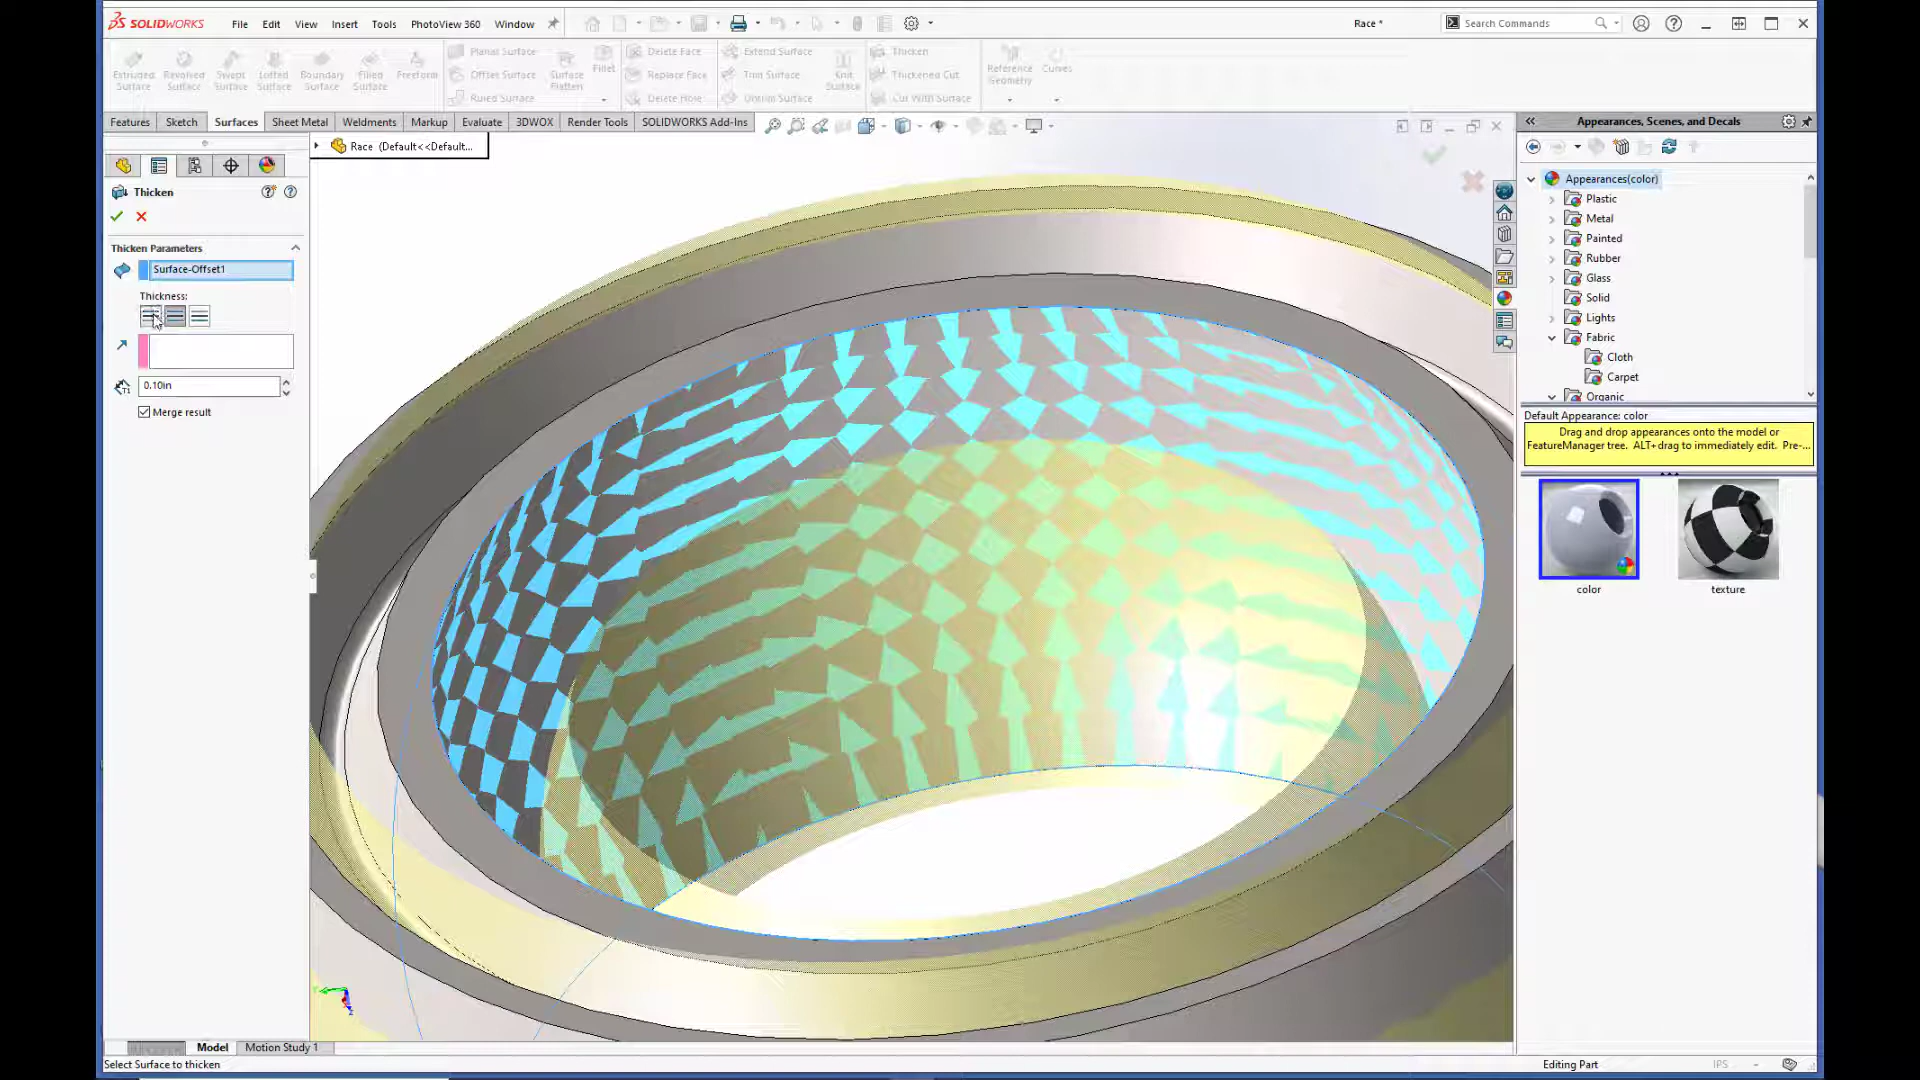 SOLIDWORKS File Edit View Insert Tools PhotoView 360 Window Race * Search Commands
Extruded Surface Revolved Surface Swept Surface Lofted Surface Boundary Surface Filled Surface Freeform
Planar Surface Offset Surface Ruled Surface
Surface Flatten Fillet
Delete Face Replace Face Delete Hole
Extend Surface Trim Surface Untrim Surface
Knit Surface
Thicken Thickened Cut Cut With Surface
Reference Geometry Curves
Features Sketch Surfaces Sheet Metal Weldments Markup Evaluate 3DWOX Render Tools SOLIDWORKS Add-Ins
Race (Default<<Default...
Thicken
Thicken Parameters
Surface-Offset1
Thickness:
0.10in
Merge result
Appearances, Scenes, and Decals
Appearances(color)
Plastic
Metal
Painted
Rubber
Glass
Solid
Lights
Fabric
Cloth
Carpet
Organic
Default Appearance: color
Drag and drop appearances onto the model or
FeatureManager tree. ALT+drag to immediately edit. Pre-...
color texture
Model Motion Study 1
Select Surface to thicken Editing Part IPS